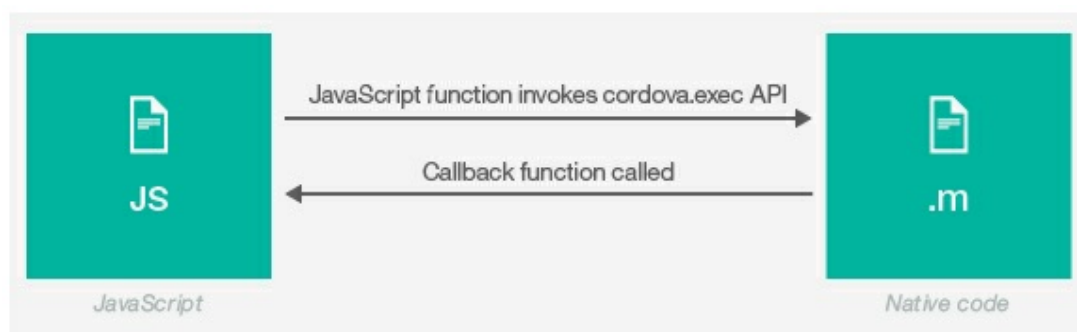 JavaScript function invokes cordova.exec API
Callback function called
JS
.m
JavaScript
Native code